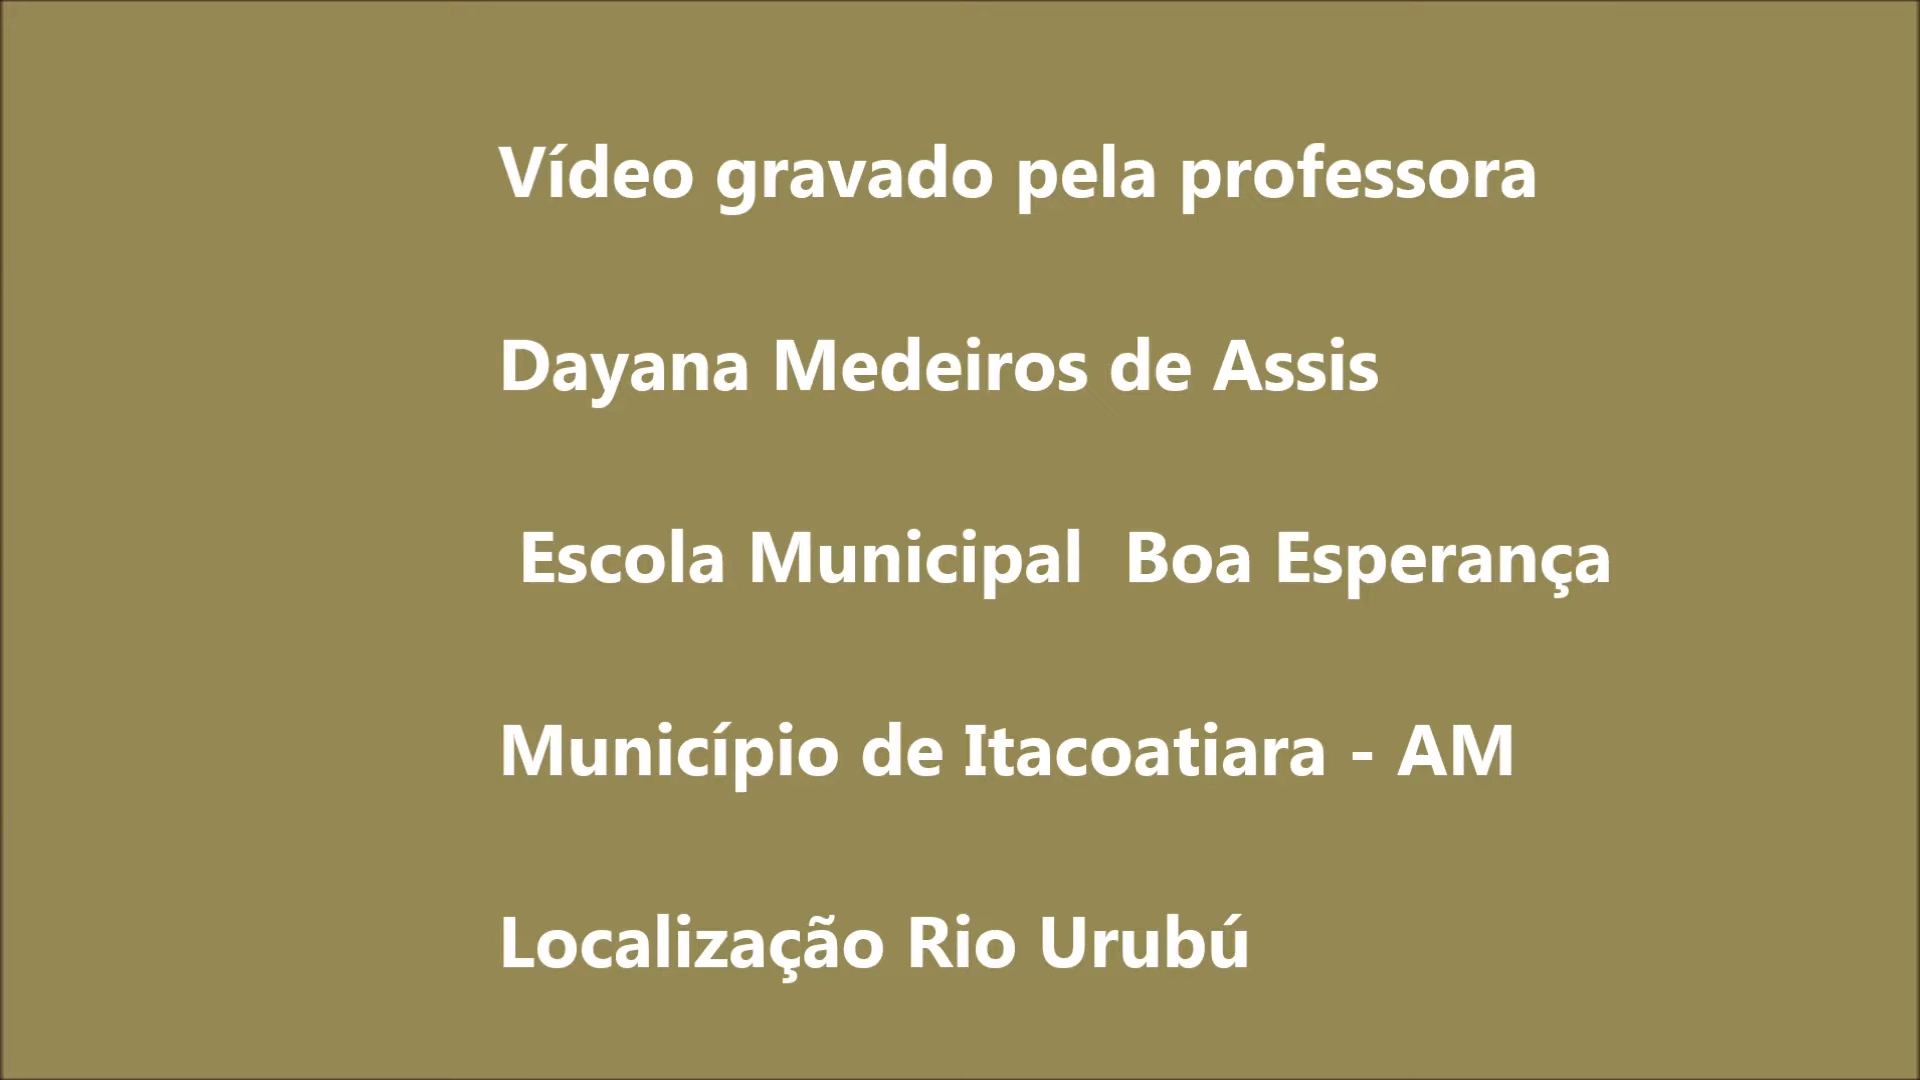 Vídeo gravado pela professora
Dayana Medeiros de Assis
Escola Municipal  Boa Esperança
Município de Itacoatiara - AM
Localização Rio Urubú